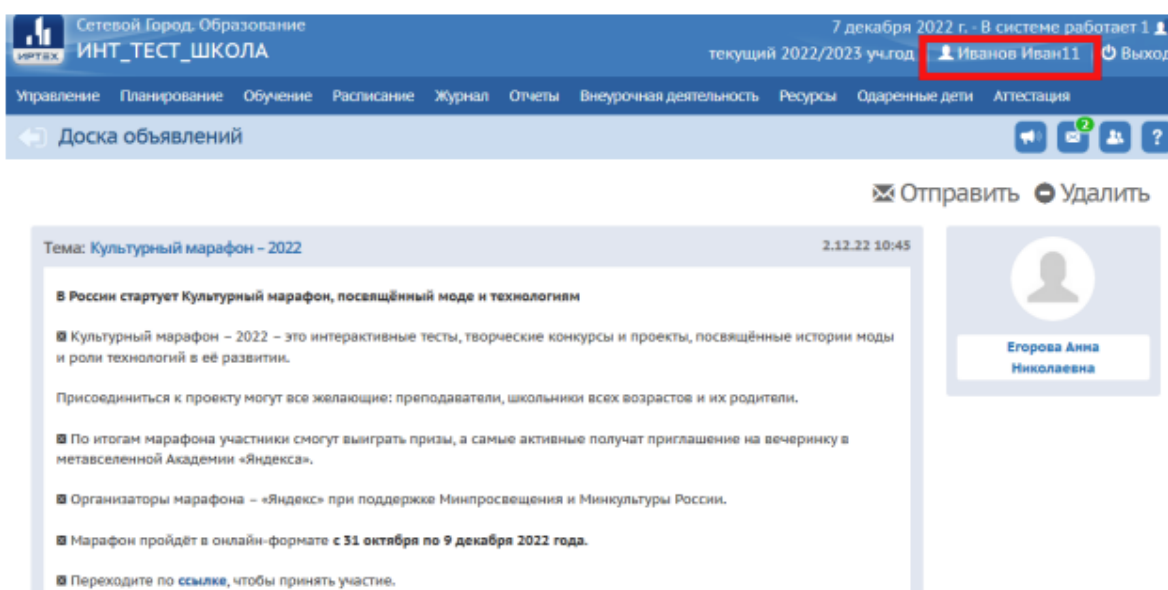 Сетевой Город. Образование
7 декабря 2022 г. - В системе работает 1
ИРТЕХ ИНТ_ТЕСТ_ШКОЛА
текущий 2022/2023 уч.год Иванов Иван11 Выход
Управление Планирование Обучение Расписание Журнал Отчеты Внеурочная деятельность Ресурсы Одаренные дети Аттестация
Доска объявлений
2
?
Отправить Удалить
Тема: Культурный марафон – 2022 2.12.22 10:45
В России стартует Культурный марафон, посвящённый моде и технологиям
Культурный марафон – 2022 – это интерактивные тесты, творческие конкурсы и проекты, посвящённые истории моды
и роли технологий в её развитии.
Присоединиться к проекту могут все желающие: преподаватели, школьники всех возрастов и их родители.
По итогам марафона участники смогут выиграть призы, а самые активные получат приглашение на вечеринку в
метавселенной Академии «Яндекса».
Организаторы марафона – «Яндекс» при поддержке Минпросвещения и Минкультуры России.
Марафон пройдёт в онлайн-формате с 31 октября по 9 декабря 2022 года.
Переходите по ссылке, чтобы принять участие.
Егорова Анна
Николаевна